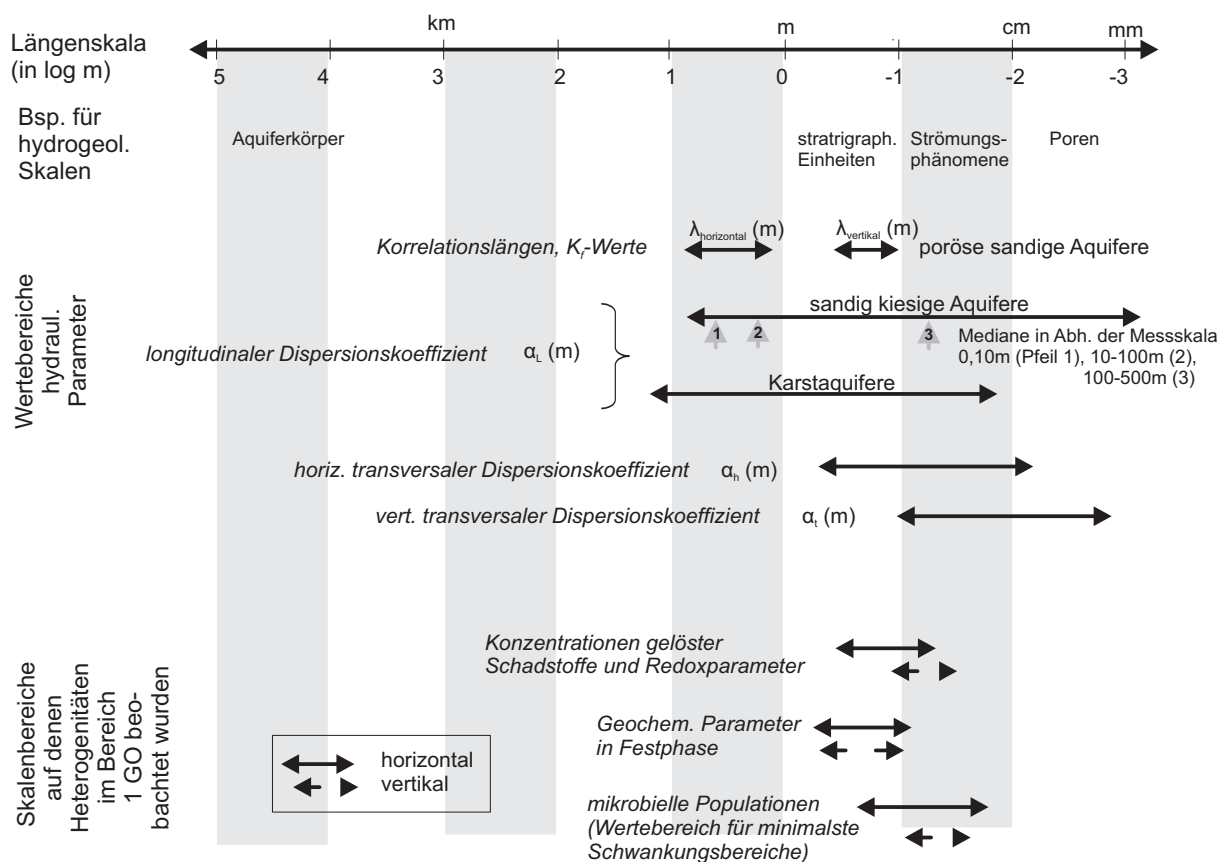 km m cm mm
Längenskala
(in log m)
5 4 3 2 1 0 -1 -2 -3
Bsp. für
hydrogeol.
Skalen
Aquiferkörper
stratrigraph.
Einheiten
Strömungs-
phänomene
Poren
Wertebereiche
hydraul.
Parameter
λhorizontal (m)
λvertikal (m)
Korrelationslängen, Kf-Werte
poröse sandige Aquifere
sandig kiesige Aquifere
1 2 3
Mediane in Abh. der Messskala
0,10m (Pfeil 1), 10-100m (2),
100-500m (3)
longitudinaler Dispersionskoeffizient αL (m)
Karstaquifere
horiz. transversaler Dispersionskoeffizient αh (m)
vert. transversaler Dispersionskoeffizient αt (m)
Skalenbereiche
auf denen
Heterogenitäten
im Bereich
1 GO beo-
bachtet wurden
Konzentrationen gelöster
Schadstoffe und Redoxparameter
Geochem. Parameter
in Festphase
mikrobielle Populationen
(Wertebereich für minimalste
Schwankungsbereiche)
horizontal
vertikal